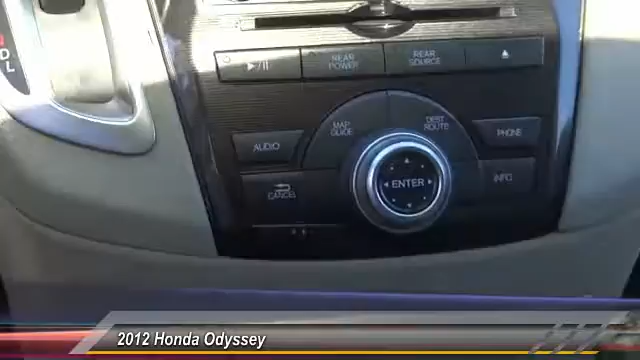 D
L
REAR POWER
REAR SOURCE
MAP GUIDE
DEST ROUTE
AUDIO
PHONE
CANCEL
ENTER
INFO
2012 Honda Odyssey